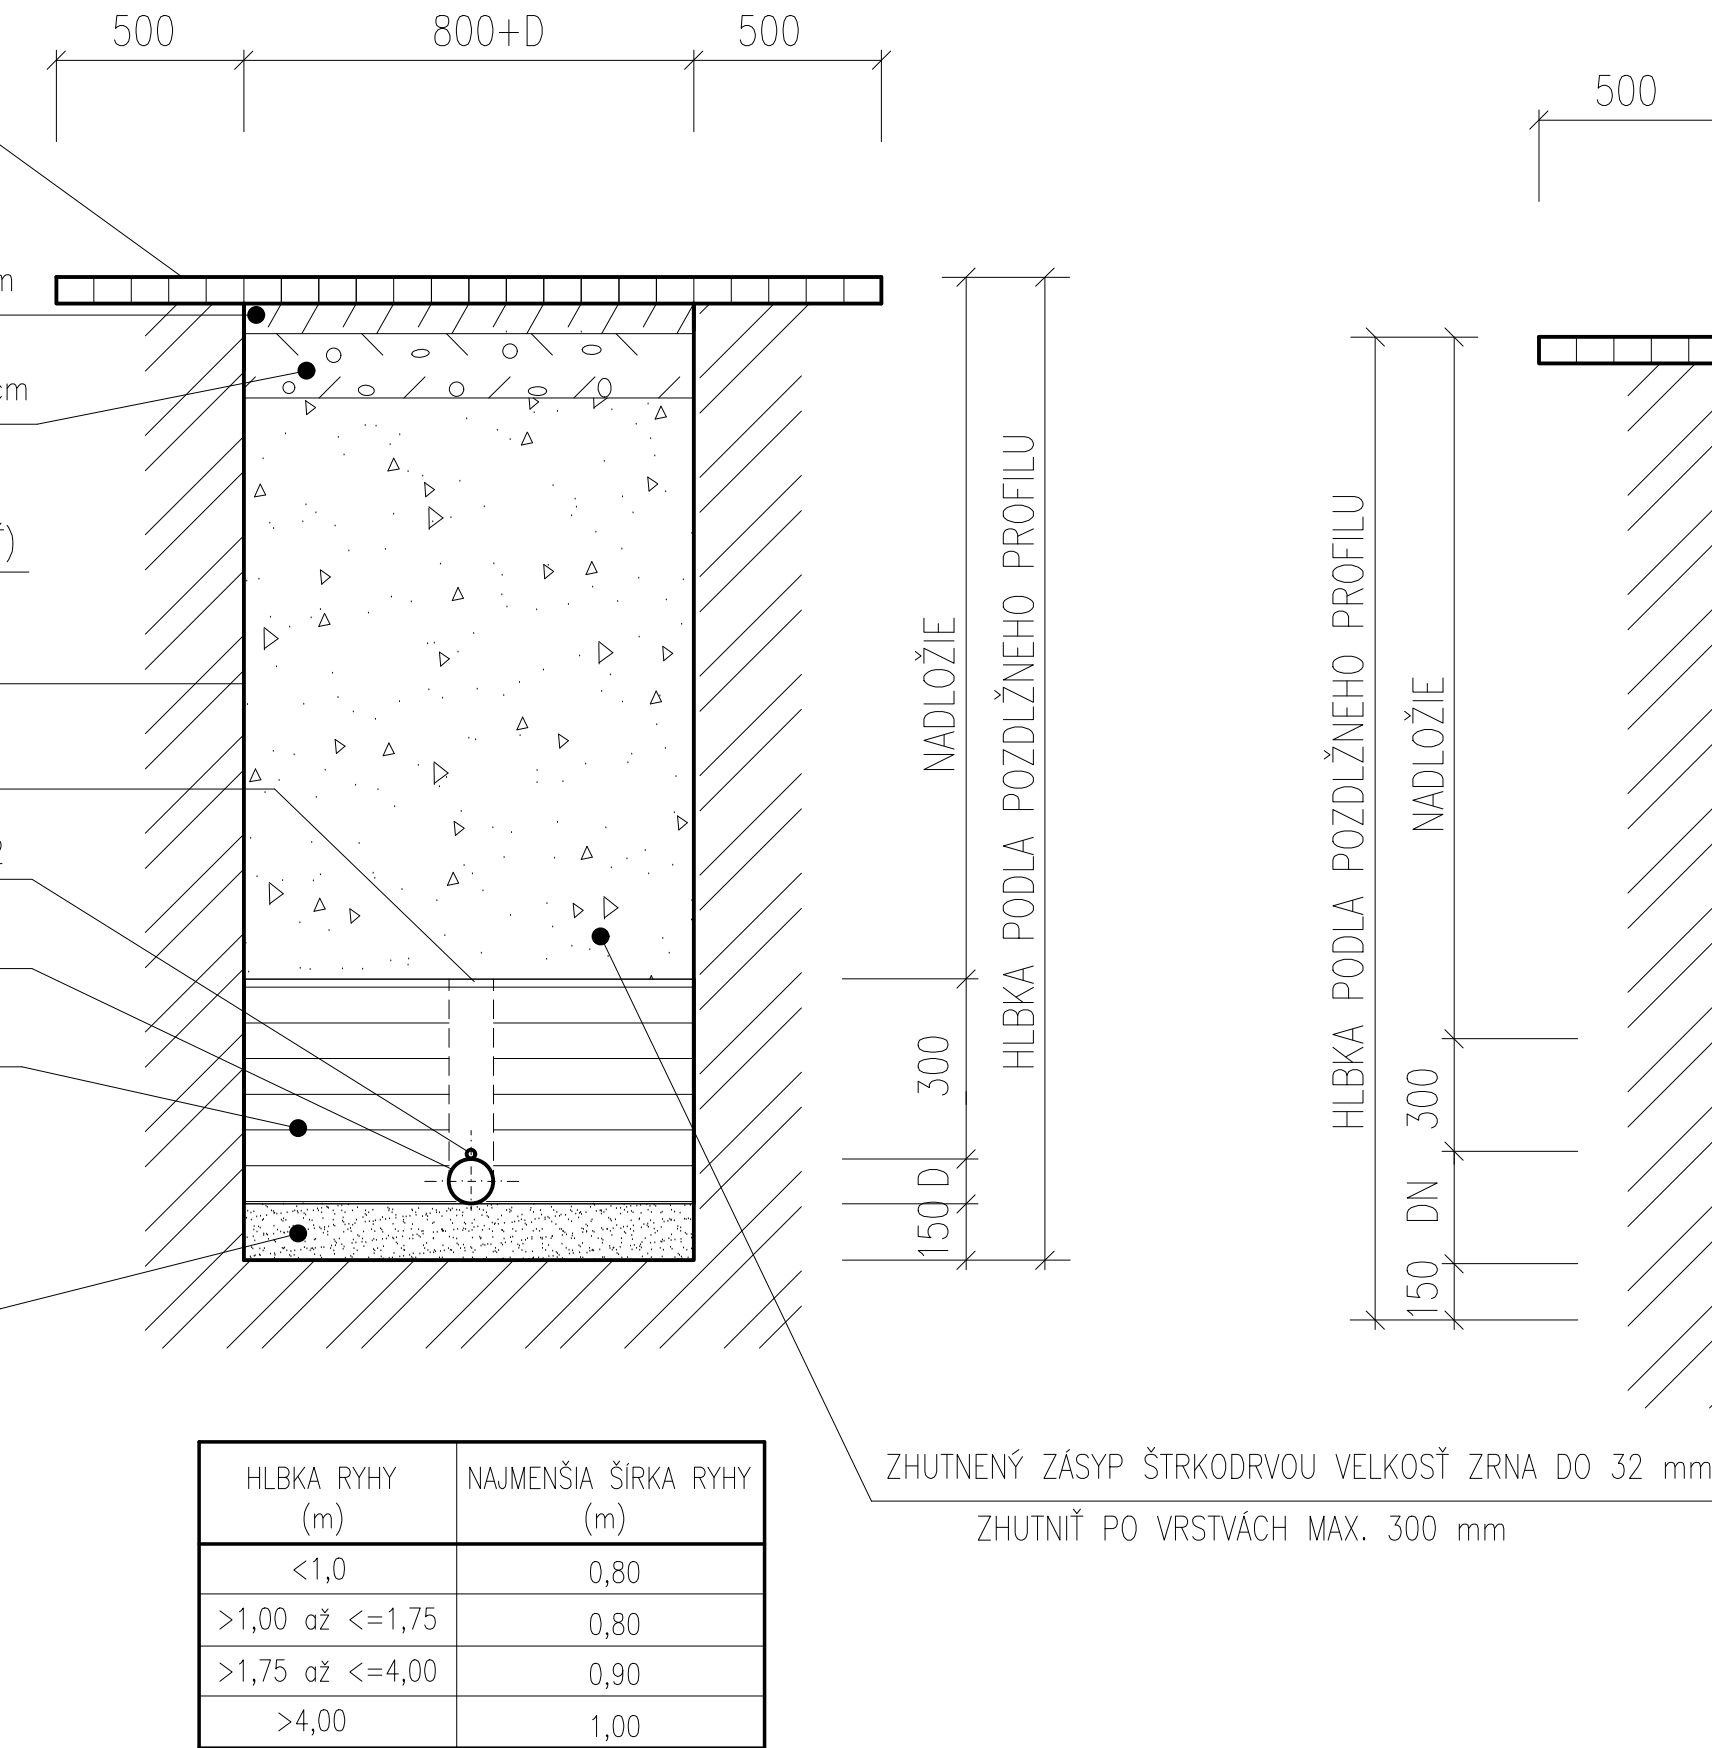 500
800+D
500
500
m
cm
NADLOŽIE
HLBKA PODLA POZDLŽNEHO PROFILU
300
D
150
HLBKA PODLA POZDLŽNEHO PROFILU
NADLOŽIE
300
DN
150
ZHUTNENÝ ZÁSYP ŠTRKODRVOU VELKOSŤ ZRNA DO 32 mm
ZHUTNIŤ PO VRSTVÁCH MAX. 300 mm
HLBKA RYHY
(m)
NAJMENŠIA ŠÍRKA RYHY
(m)
<1,0
0,80
>1,00 až <=1,75
0,80
>1,75 až <=4,00
0,90
>4,00
1,00